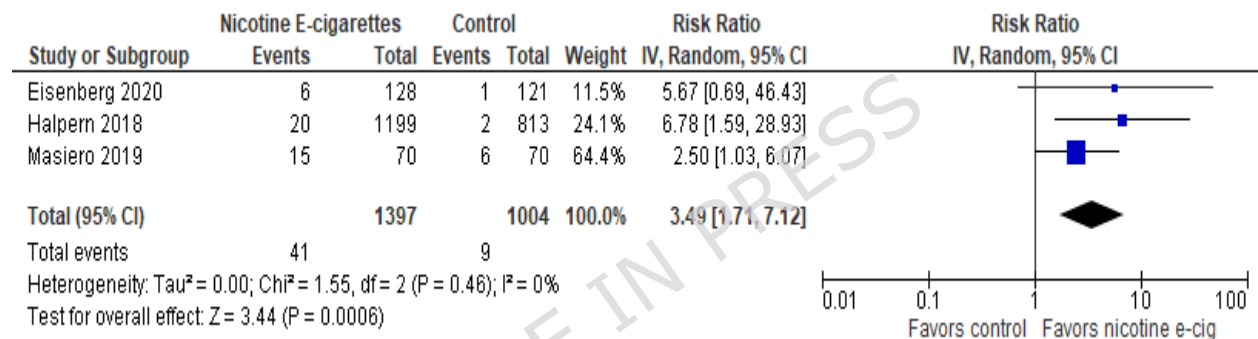 Nicotine E-cigarettes Control Risk Ratio Risk Ratio
Study or Subgroup Events Total Events Total Weight IV, Random, 95% CI IV, Random, 95% CI
Eisenberg 2020 6 128 1 121 11.5% 5.67 [0.69, 46.43]
Halpern 2018 20 1199 2 813 24.1% 6.78 [1.59, 28.93]
Masiero 2019 15 70 6 70 64.4% 2.50 [1.03, 6.07]
Total (95% CI) 1397 1004 100.0% 3.49 [1.71, 7.12]
Total events 41 9
Heterogeneity: Tau² = 0.00; Chi² = 1.55, df = 2 (P = 0.46); I² = 0%
Test for overall effect: Z = 3.44 (P = 0.0006)
0.01 0.1 1 10 100
Favors control Favors nicotine e-cig
E IN PRESS